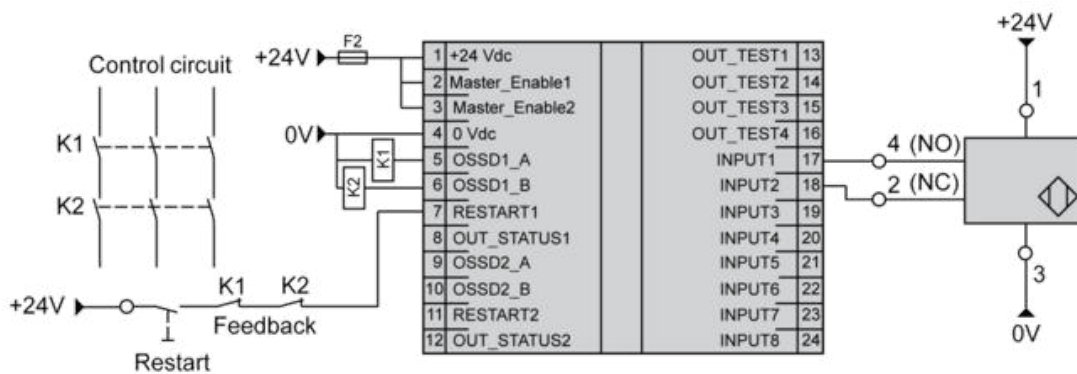 +24V
F2
Control circuit
K1
K2
0V
K1
K2
1 +24 Vdc
2 Master_Enable1
3 Master_Enable2
4 0 Vdc
5 OSSD1_A
6 OSSD1_B
7 RESTART1
8 OUT_STATUS1
9 OSSD2_A
10 OSSD2_B
11 RESTART2
12 OUT_STATUS2
OUT_TEST1 13
OUT_TEST2 14
OUT_TEST3 15
OUT_TEST4 16
INPUT1 17
INPUT2 18
INPUT3 19
INPUT4 20
INPUT5 21
INPUT6 22
INPUT7 23
INPUT8 24
+24V
1
4 (NO)
2 (NC)
3
0V
+24V
K1 K2
Feedback
Restart